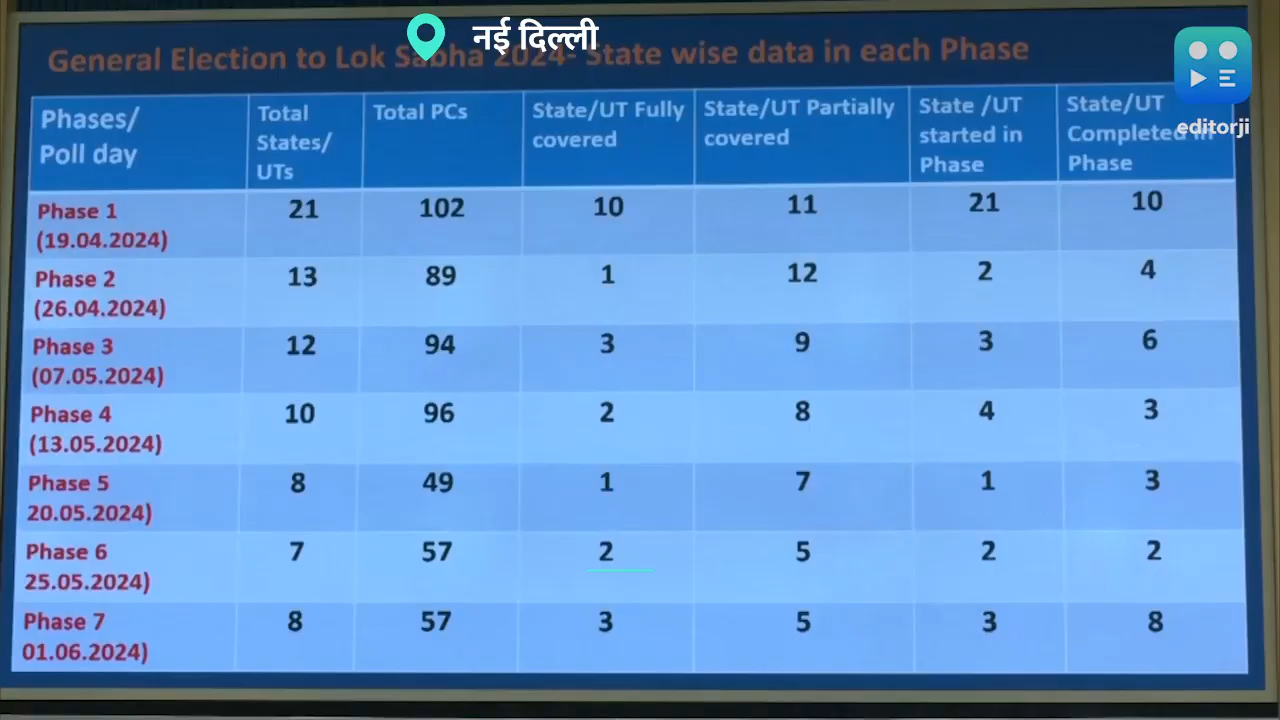 नई दिल्ली
General Election to Lok Sabha 2024- State wise data in each Phase
editorji
Phases/ Poll day | Total States/ UTs | Total PCs | State/UT Fully covered | State/UT Partially covered | State /UT started in Phase | State/UT Completed in Phase
Phase 1 (19.04.2024) | 21 | 102 | 10 | 11 | 21 | 10
Phase 2 (26.04.2024) | 13 | 89 | 1 | 12 | 2 | 4
Phase 3 (07.05.2024) | 12 | 94 | 3 | 9 | 3 | 6
Phase 4 (13.05.2024) | 10 | 96 | 2 | 8 | 4 | 3
Phase 5 20.05.2024) | 8 | 49 | 1 | 7 | 1 | 3
Phase 6 25.05.2024) | 7 | 57 | 2 | 5 | 2 | 2
Phase 7 01.06.2024) | 8 | 57 | 3 | 5 | 3 | 8